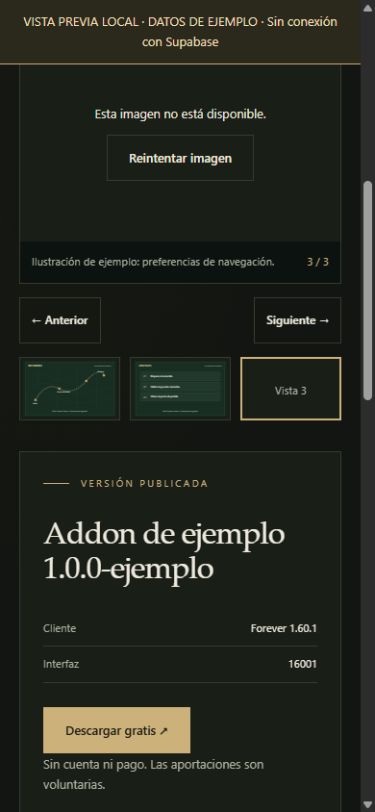 VISTA PREVIA LOCAL · DATOS DE EJEMPLO · Sin conexión
con Supabase
Esta imagen no está disponible.
Reintentar imagen
Ilustración de ejemplo: preferencias de navegación.
3 / 3
← Anterior
Siguiente →
Vista 3
VERSIÓN PUBLICADA
Addon de ejemplo
1.0.0-ejemplo
Cliente
Forever 1.60.1
Interfaz
16001
Descargar gratis ↗
Sin cuenta ni pago. Las aportaciones son
voluntarias.